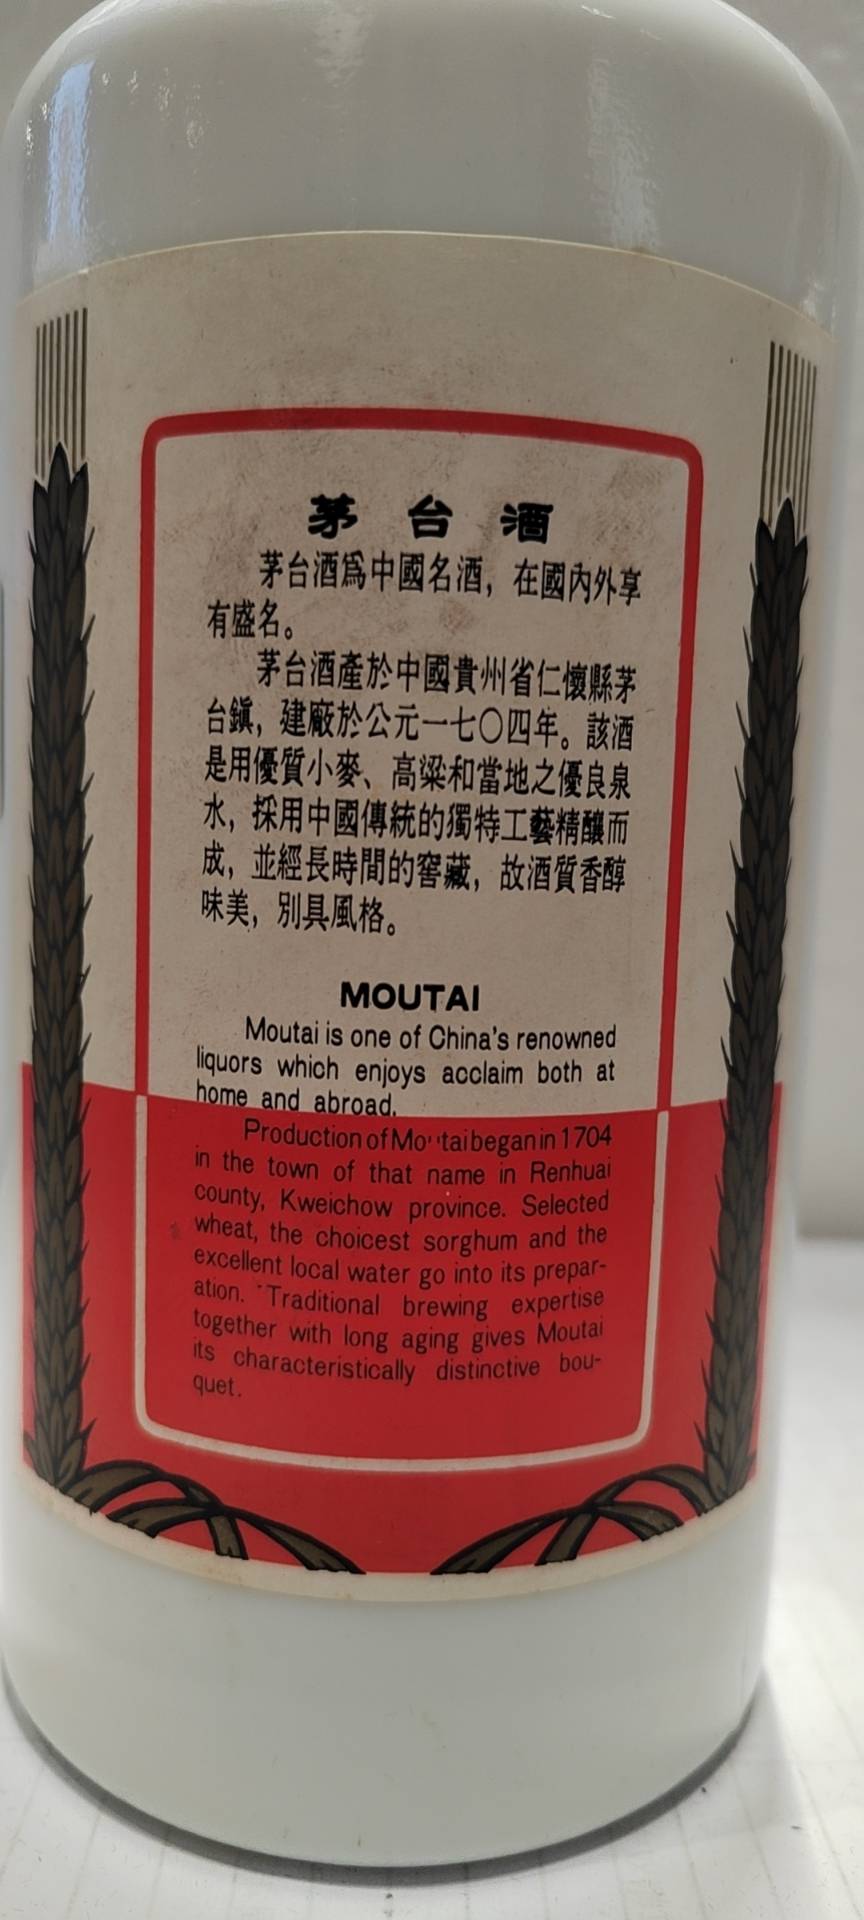 茅台酒
茅台酒爲中國名酒，在國內外享
有盛名。
茅台酒產於中國貴州省仁懷縣茅
台鎭，建廠於公元一七〇四年。該酒
是用優質小麥、高粱和當地之優良泉
水，採用中國傳統的獨特工藝精釀而
成，並經長時間的窖藏，故酒質香醇
味美，別具風格。
MOUTAI
Moutai is one of China's renowned
liquors which enjoys acclaim both at
home and abroad.
Production of Moutai began in 1704
in the town of that name in Renhuai
county, Kweichow province. Selected
wheat, the choicest sorghum and the
excellent local water go into its prepar-
ation. Traditional brewing expertise
together with long aging gives Moutai
its characteristically distinctive bou-
quet.